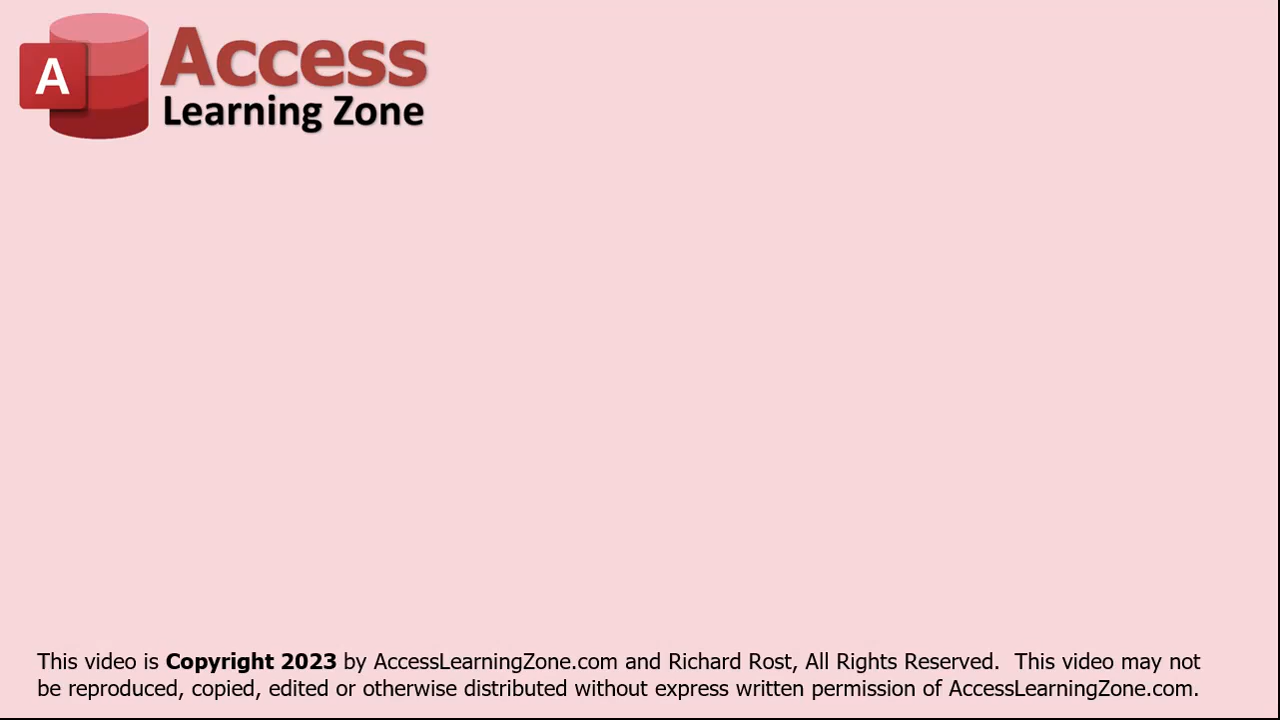 A
Access
Learning Zone
This video is Copyright 2023 by AccessLearningZone.com and Richard Rost, All Rights Reserved.  This video may not
be reproduced, copied, edited or otherwise distributed without express written permission of AccessLearningZone.com.